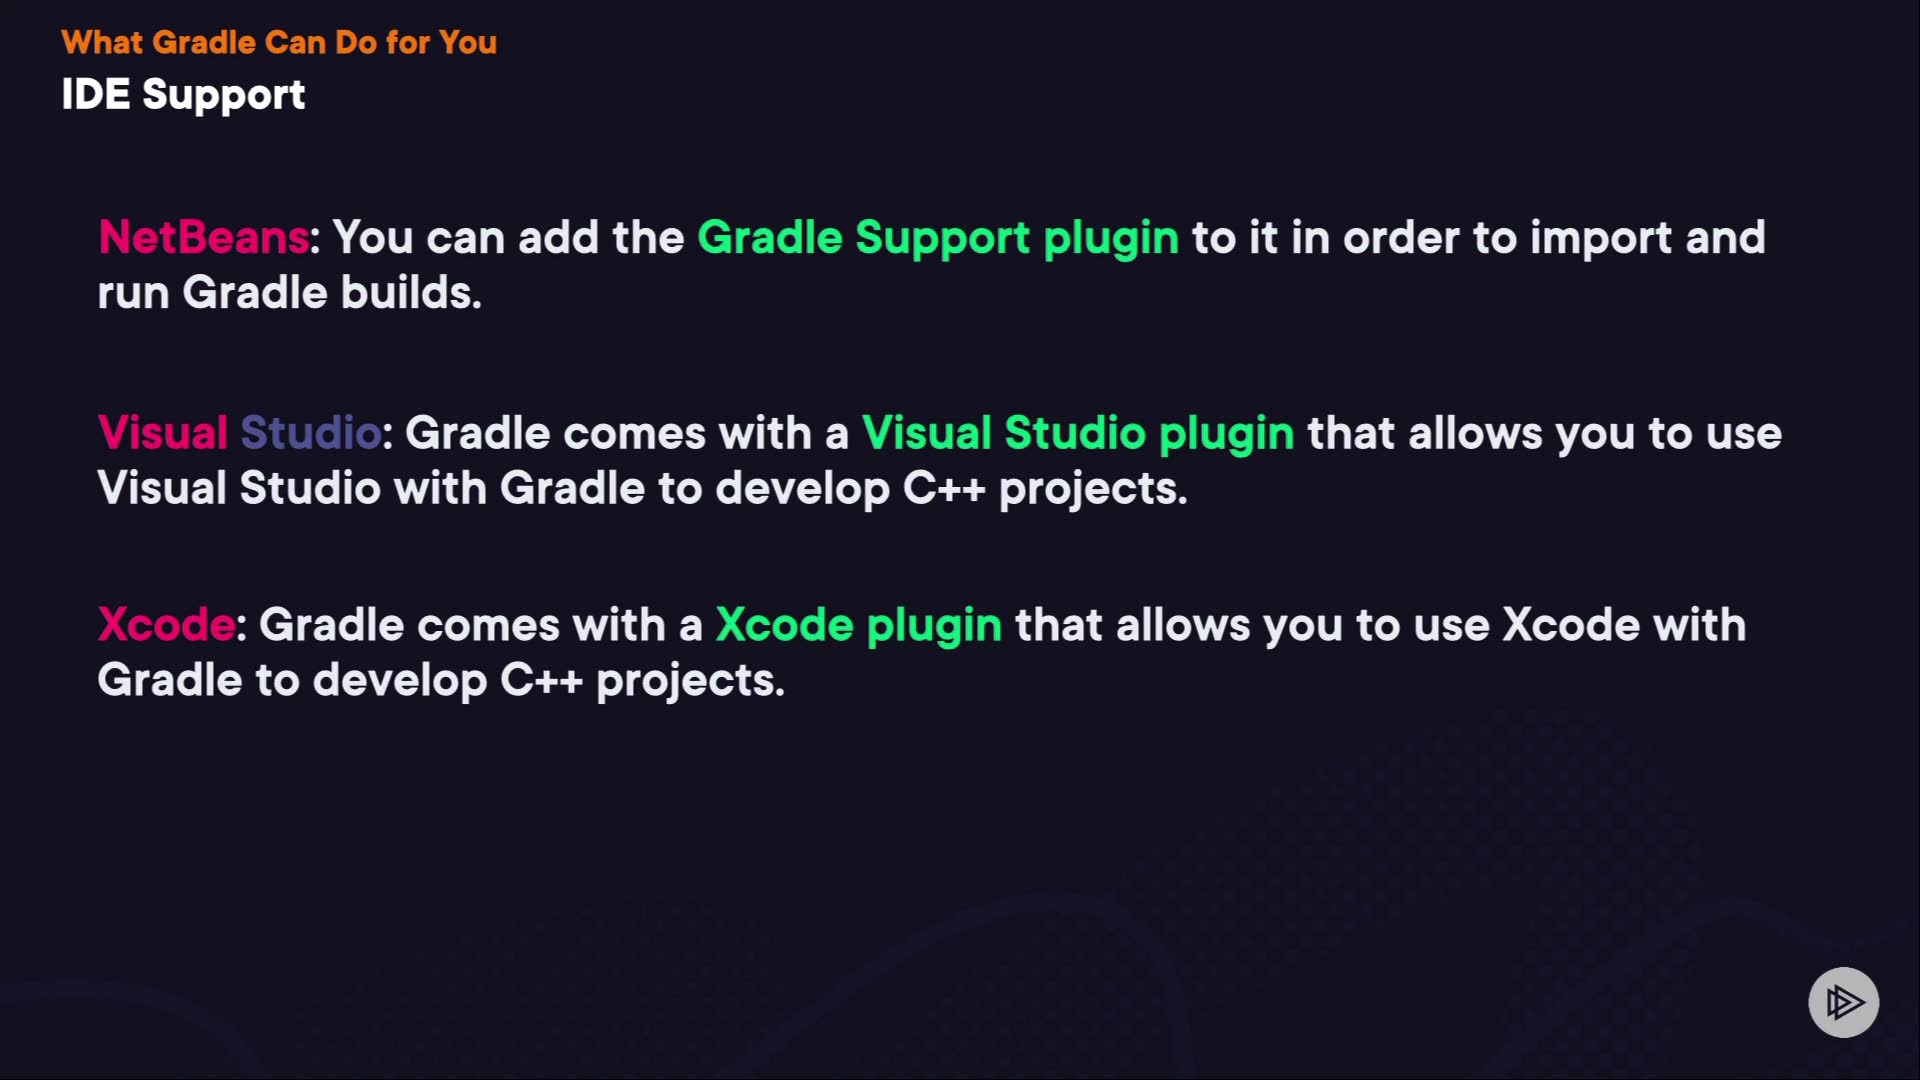 What Gradle Can Do for You
IDE Support
NetBeans: You can add the Gradle Support plugin to it in order to import and
run Gradle builds.
Visual Studio: Gradle comes with a Visual Studio plugin that allows you to use
Visual Studio with Gradle to develop C++ projects.
Xcode: Gradle comes with a Xcode plugin that allows you to use Xcode with
Gradle to develop C++ projects.